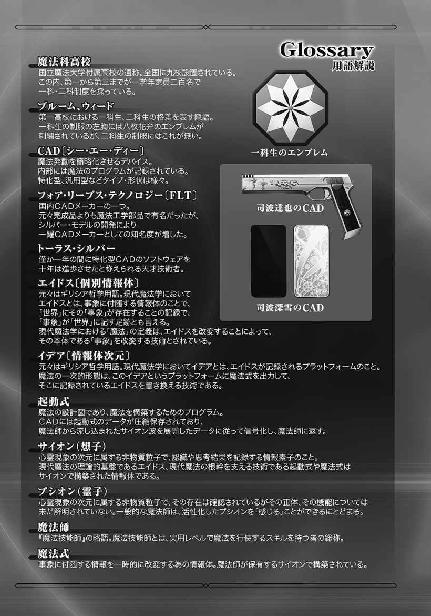 Glossary
用語解説
魔法科高校
国立魔法大学付属高校の通称。全国に九校設置されている。
この内、第一から第三までが一学年定員二百名で
一科・二科制度を採っている。
ブルーム、ウィード
第一高校における一科生、二科生の格差を表す隠語。
一科生の制服の左胸には八枚花弁のエンブレムが
刺繍されているが、二科生の制服にはこれが無い。
一科生のエンブレム
CAD〔シー・エー・ディー〕
魔法発動を簡略化させるデバイス。
内部には魔法のプログラムが記録されている。
特化型、汎用型などタイプ・形状は様々。
フォア・リーブス・テクノロジー〔FLT〕
国内CADメーカーの一つ。
元々完成品よりも魔法工学部品で有名だったが、
シルバー・モデルの開発により
一躍CADメーカーとしての知名度が増した。
トーラス・シルバー
僅か一年の間に特化型CADのソフトウェアを
十年は進歩させたと称えられる天才技術者。
司波達也のCAD
司波深雪のCAD
エイドス〔個別情報体〕
元々はギリシア哲学用語。現代魔法学において
エイドスとは、事象に付随する情報体のことで、
「世界」にその「事象」が存在することの記録で、
「事象」が「世界」に記す足跡とも言える。
現代魔法学における「魔法」の定義は、エイドスを改変することによって、
その本体である「事象」を改変する技術とされている。
イデア〔情報体次元〕
元々はギリシア哲学用語。現代魔法学においてイデアとは、エイドスが記録されるプラットフォームのこと。
魔法の一次的形態は、このイデアというプラットフォームに魔法式を出力して、
そこに記録されているエイドスを書き換える技術である。
起動式
魔法の設計図であり、魔法を構築するためのプログラム。
CADには起動式のデータが圧縮保存されており、
魔法師から流し込まれたサイオン波を展開したデータに従って信号化し、魔法師に返す。
サイオン(想子)
心霊現象の次元に属する非物質粒子で、認識や思考結果を記録する情報素子のこと。
現代魔法の理論的基盤であるエイドス、現代魔法の根幹を支える技術である起動式や魔法式は
サイオンで構築された情報体である。
プシオン(霊子)
心霊現象の次元に属する非物質粒子で、その存在は確認されているがその正体、その機能については
未だ解明されていない。一般的な魔法師は、活性化したプシオンを「感じる」ことができるにとどまる。
魔法師
『魔法技能師』の略語。魔法技能師とは、実用レベルで魔法を行使するスキルを持つ者の総称。
魔法式
事象に付随する情報を一時的に改変する為の情報体。魔法師が保有するサイオンで構築されている。